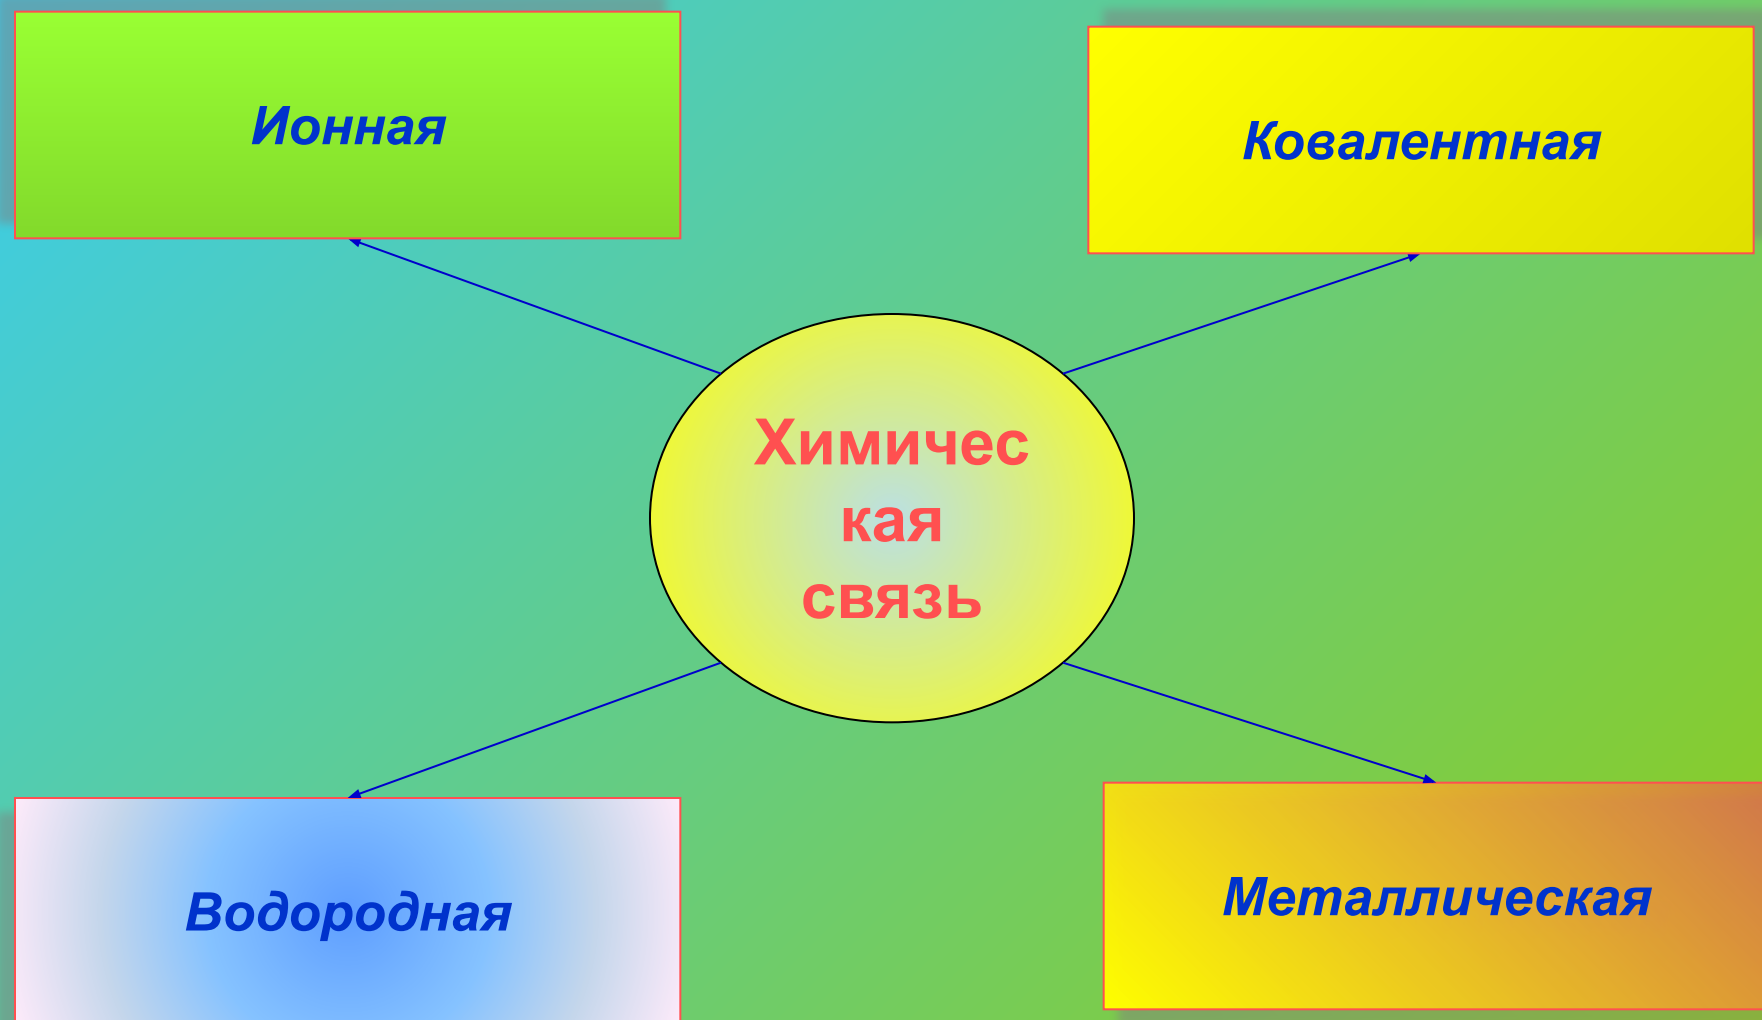 Ионная
Ковалентная
Химичес
кая
связь
Водородная
Металлическая